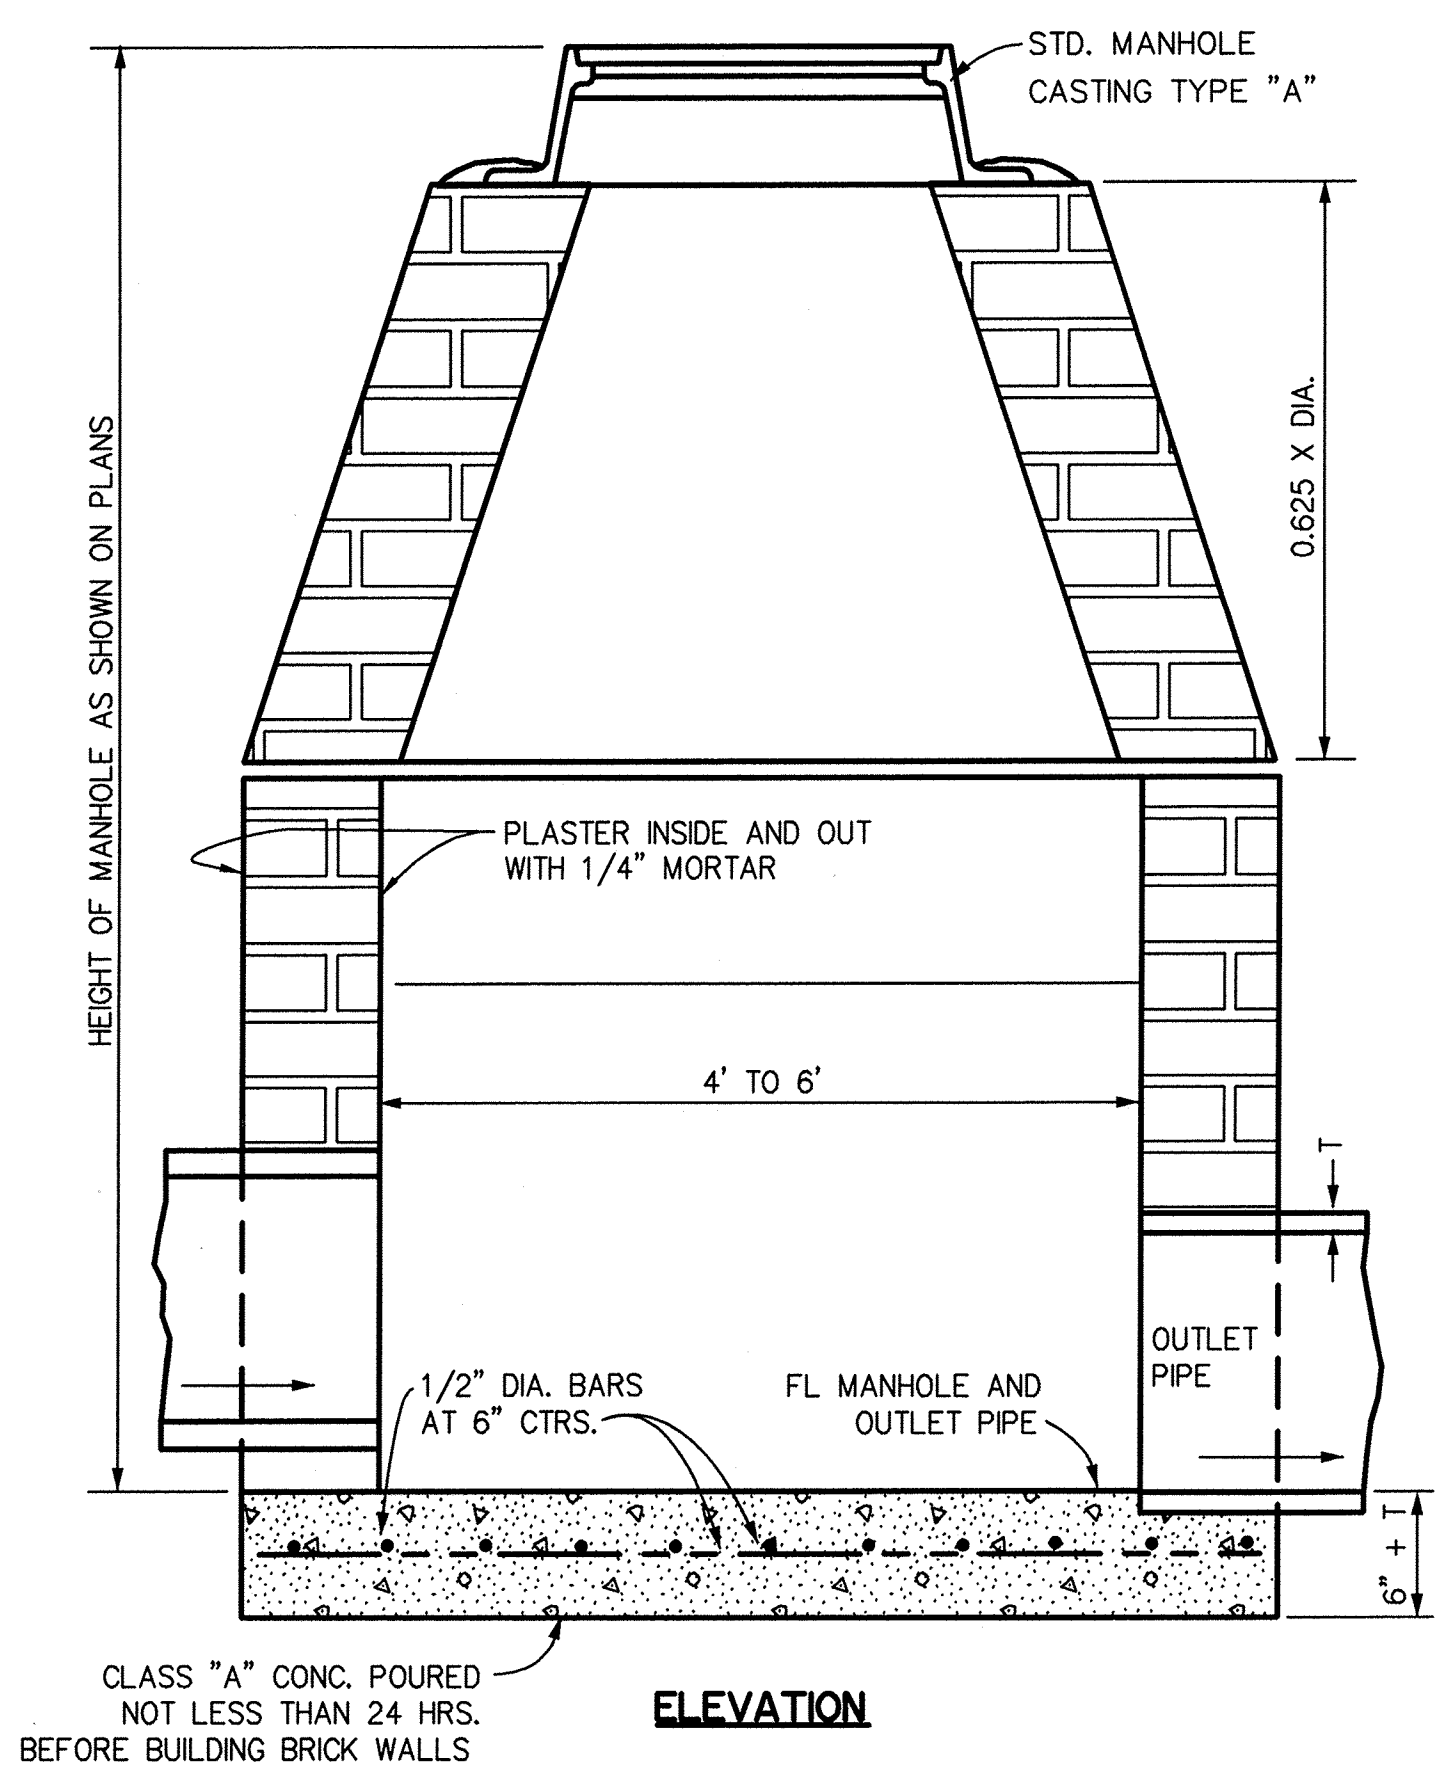 STD. MANHOLE
CASTING TYPE "A"
0.625 X DIA.
HEIGHT OF MANHOLE AS SHOWN ON PLANS
PLASTER INSIDE AND OUT
WITH 1/4" MORTAR
4' TO 6'
T
OUTLET
PIPE
1/2" DIA. BARS
AT 6" CTRS.
FL MANHOLE AND
OUTLET PIPE
6" + T
CLASS "A" CONC. POURED
NOT LESS THAN 24 HRS.
BEFORE BUILDING BRICK WALLS
ELEVATION